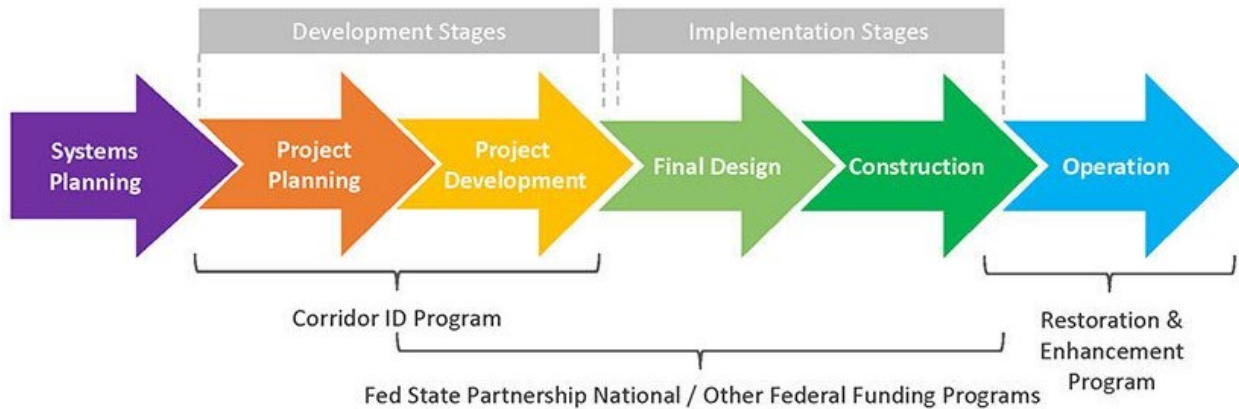 Development Stages
Implementation Stages
Systems
Planning
Project
Planning
Project
Development
Final Design
Construction
Operation
Corridor ID Program
Restoration &
Enhancement
Program
Fed State Partnership National / Other Federal Funding Programs